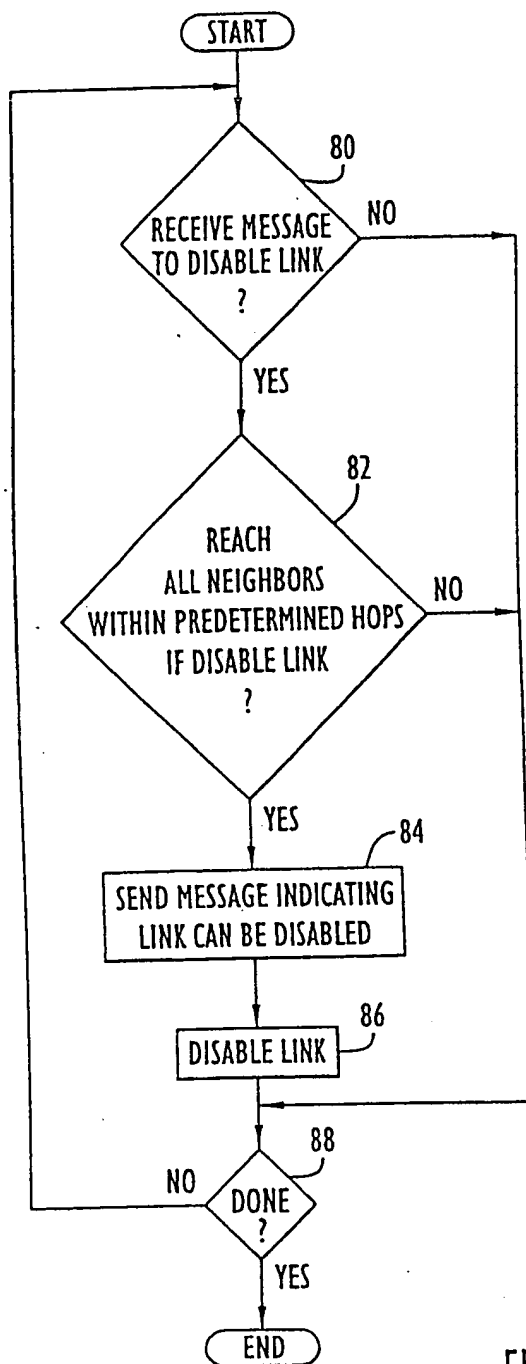 START
80
RECEIVE MESSAGE
TO DISABLE LINK
?
NO
YES
82
REACH
ALL NEIGHBORS
WITHIN PREDETERMINED HOPS
IF DISABLE LINK
?
NO
YES
84
SEND MESSAGE INDICATING
LINK CAN BE DISABLED
86
DISABLE LINK
88
NO
DONE
?
YES
END